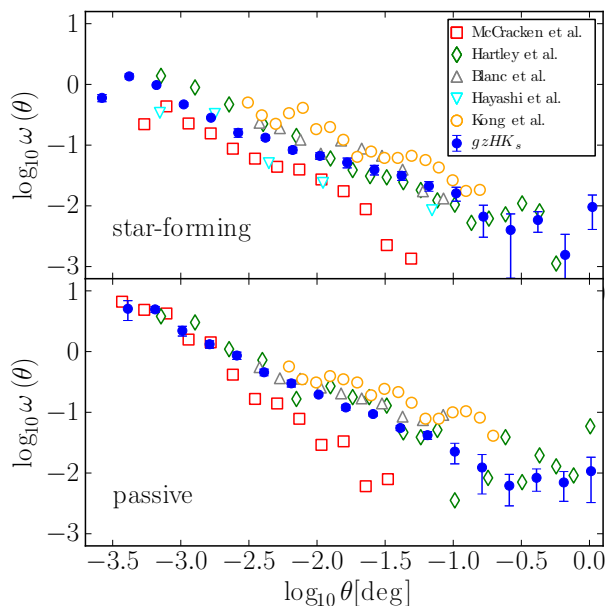 1
0
−1
−2
−3
log₁₀ ω (θ)
McCracken et al.
Hartley et al.
Blanc et al.
Hayashi et al.
Kong et al.
gzHKₛ
star-forming
1
0
−1
−2
−3
log₁₀ ω (θ)
passive
−3.5 −3.0 −2.5 −2.0 −1.5 −1.0 −0.5 0.0
log₁₀ θ[deg]